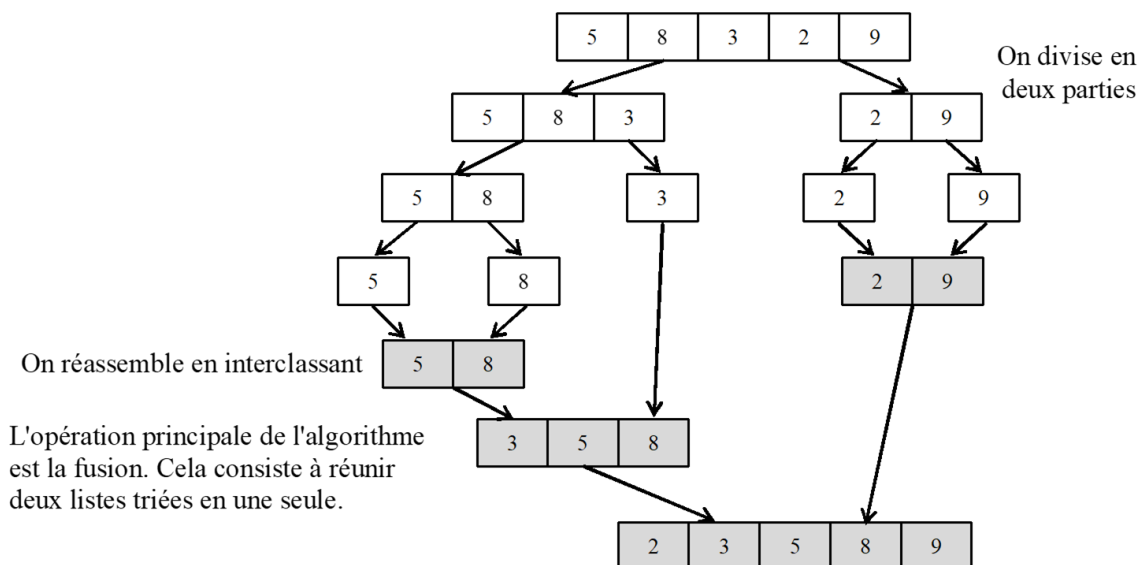 5 8 3 2 9
On divise en
deux parties
5 8 3
2 9
5 8
3
2
9
5
8
2 9
On réassemble en interclassant
5 8
L'opération principale de l'algorithme
est la fusion. Cela consiste à réunir
deux listes triées en une seule.
3 5 8
2 3 5 8 9